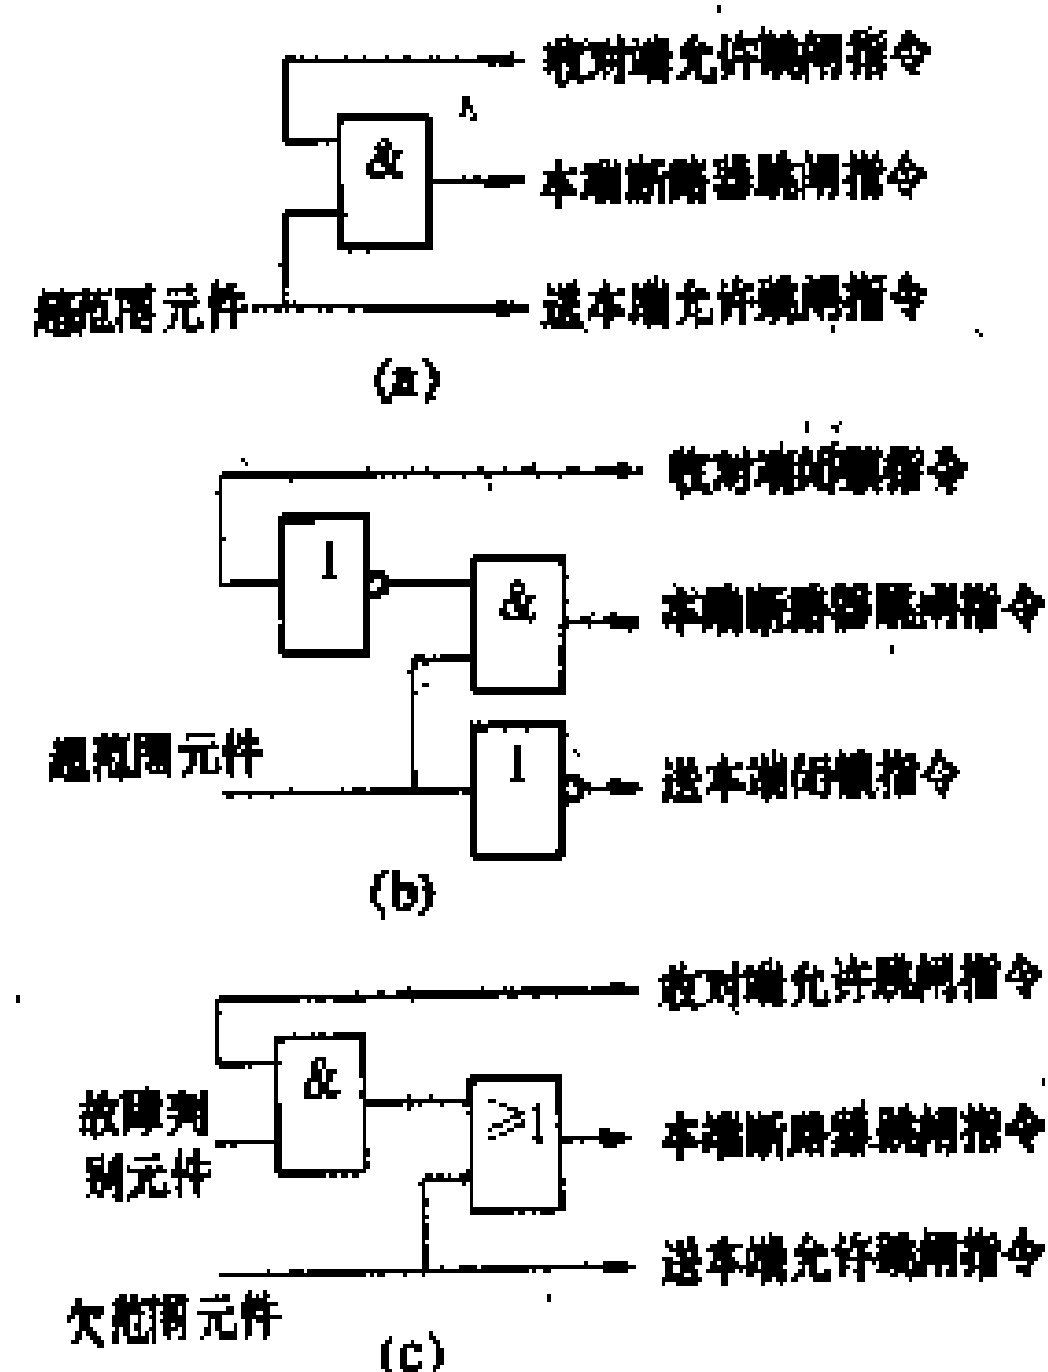 收对端允许跳闸指令
&
本端断路器跳闸指令
超范围元件
送本端允许跳闸指令
(a)
收对端闭锁指令
1
&
本端断路器跳闸指令
超范围元件
1
送本端闭锁指令
(b)
收对端允许跳闸指令
&
故障判
别元件
≥1
本端断路器跳闸指令
送本端允许跳闸指令
欠范围元件
(c)